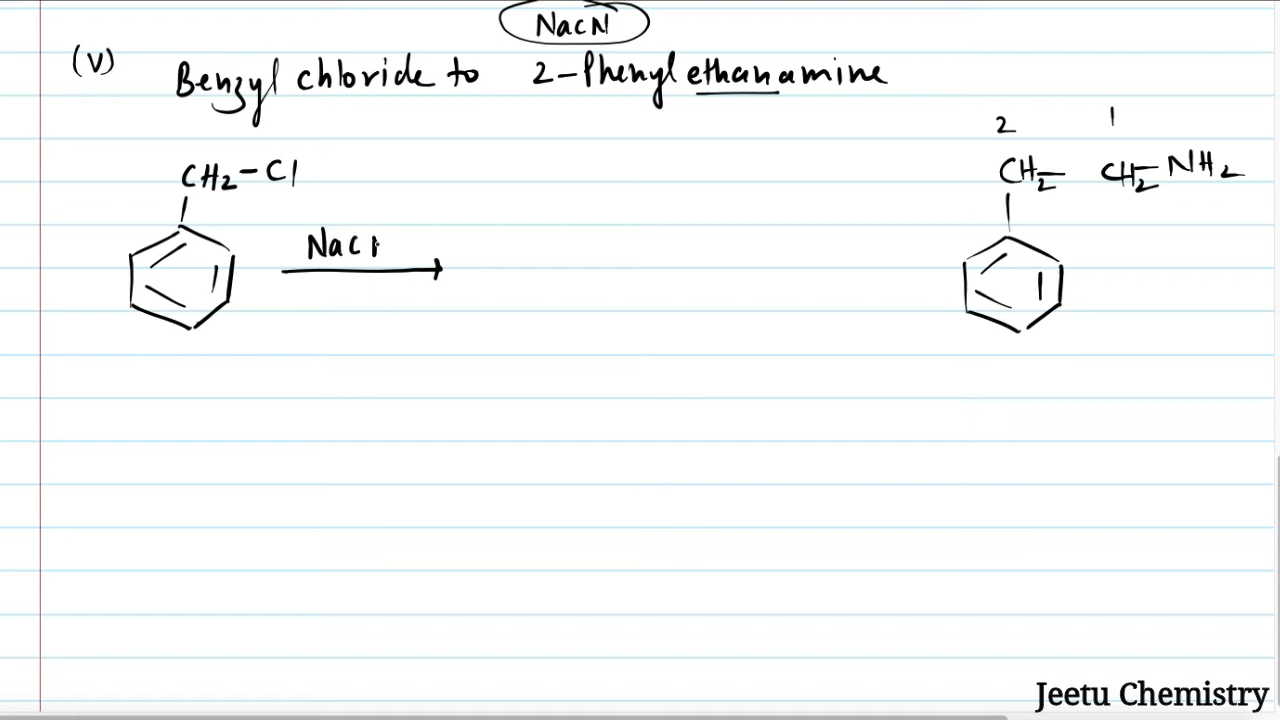 NaCN
(v) Benzyl chloride to 2-Phenylethanamine
2 1
CH2-Cl CH2- CH2-NH2
NaC
Jeetu Chemistry